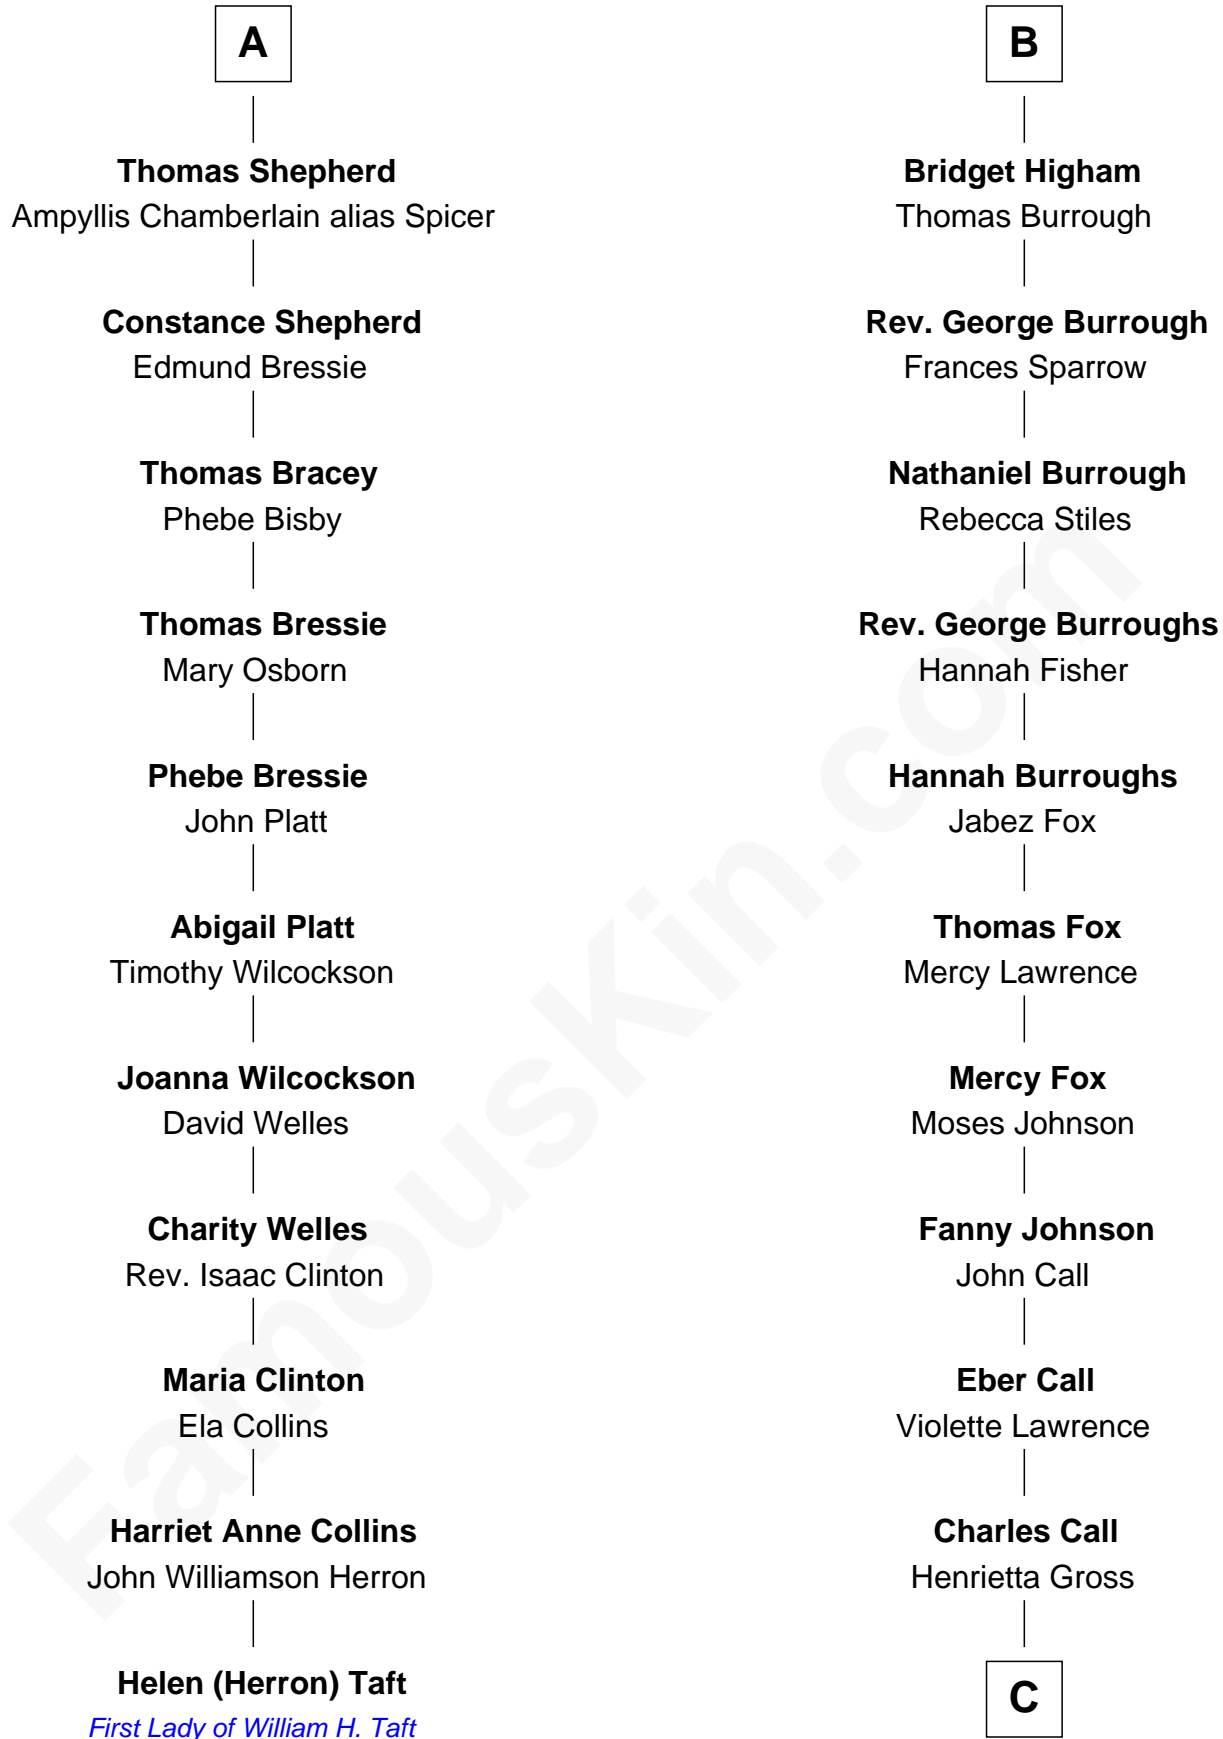 A
Thomas Shepherd
Ampyllis Chamberlain alias Spicer
Constance Shepherd
Edmund Bressie
Thomas Bracey
Phebe Bisby
Thomas Bressie
Mary Osborn
Phebe Bressie
John Platt
Abigail Platt
Timothy Wilcockson
Joanna Wilcockson
David Welles
Charity Welles
Rev. Isaac Clinton
Maria Clinton
Ela Collins
Harriet Anne Collins
John Williamson Herron
Helen (Herron) Taft
First Lady of William H. Taft
B
Bridget Higham
Thomas Burrough
Rev. George Burrough
Frances Sparrow
Nathaniel Burrough
Rebecca Stiles
Rev. George Burroughs
Hannah Fisher
Hannah Burroughs
Jabez Fox
Thomas Fox
Mercy Lawrence
Mercy Fox
Moses Johnson
Fanny Johnson
John Call
Eber Call
Violette Lawrence
Charles Call
Henrietta Gross
C
FamousKin.com